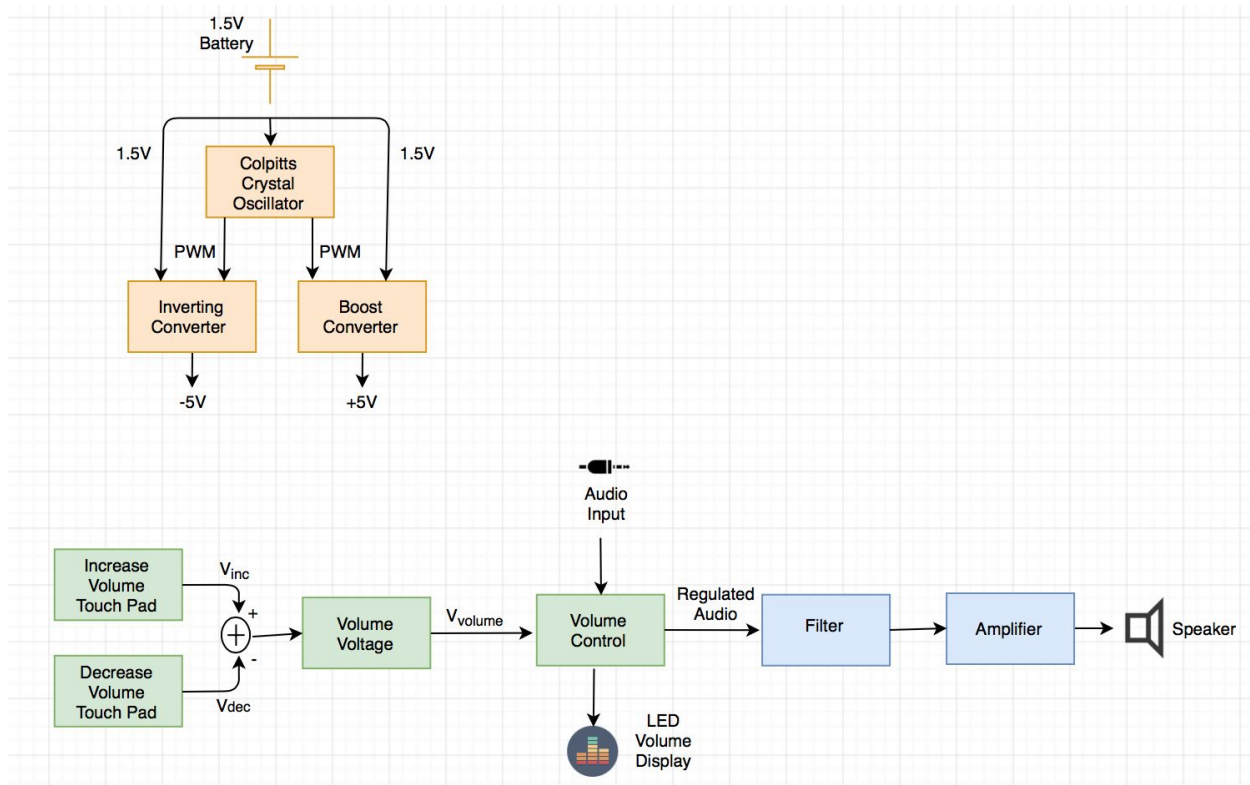 1.5V
Battery
1.5V
1.5V
Colpitts
Crystal
Oscillator
PWM
PWM
Inverting
Converter
Boost
Converter
-5V
+5V
Audio
Input
Increase
Volume
Touch Pad
Vinc
+
-
Decrease
Volume
Touch Pad
Vdec
Volume
Voltage
Vvolume
Volume
Control
Regulated
Audio
Filter
Amplifier
Speaker
LED
Volume
Display